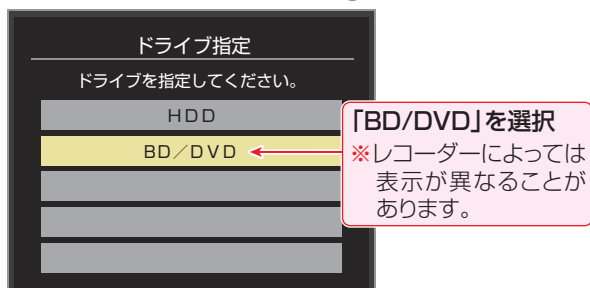 ドライブ指定
ドライブを指定してください。
HDD
BD／DVD
「BD/DVD」を選択
※レコーダーによっては
表示が異なることが
あります。